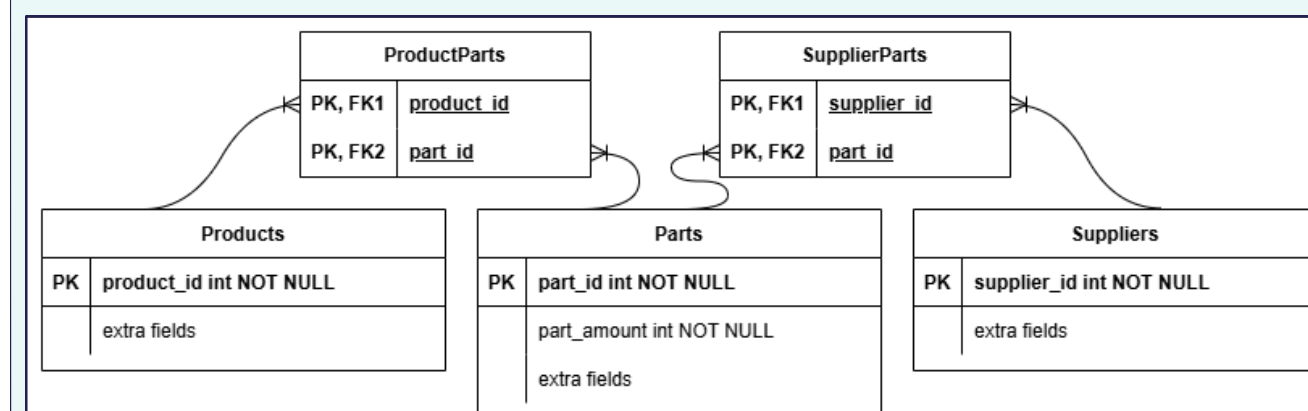 ProductParts
PK, FK1 product_id
PK, FK2 part_id
SupplierParts
PK, FK1 supplier_id
PK, FK2 part_id
Products
PK product_id int NOT NULL
extra fields
Parts
PK part_id int NOT NULL
part_amount int NOT NULL
extra fields
Suppliers
PK supplier_id int NOT NULL
extra fields